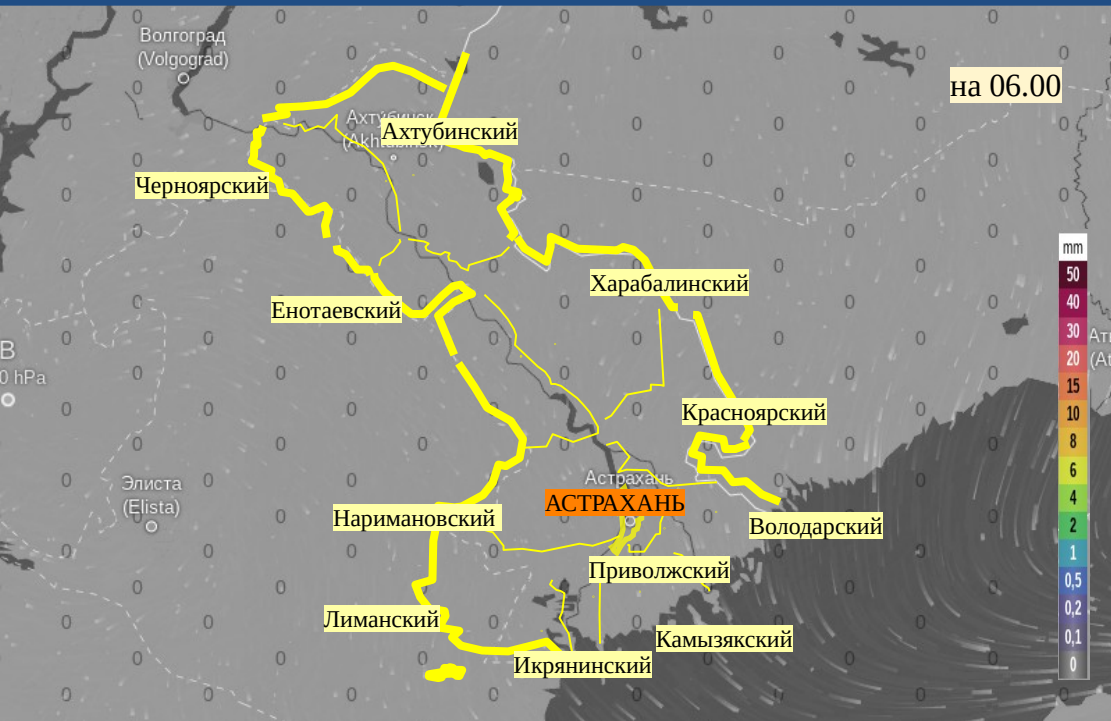 Волгоград
(Volgograd)
на 06.00
Ахтубинск
Ахтубинский
Черноярский
mm
50
40
30
20
15
10
8
6
4
2
1
0,5
0,2
0,1
0
Харабалинский
Енотаевский
В
0 hPa
Красноярский
Элиста
(Elista)
Астрахань
АСТРАХАНЬ
Наримановский
Володарский
Приволжский
Лиманский
Камызякский
Икрянинский